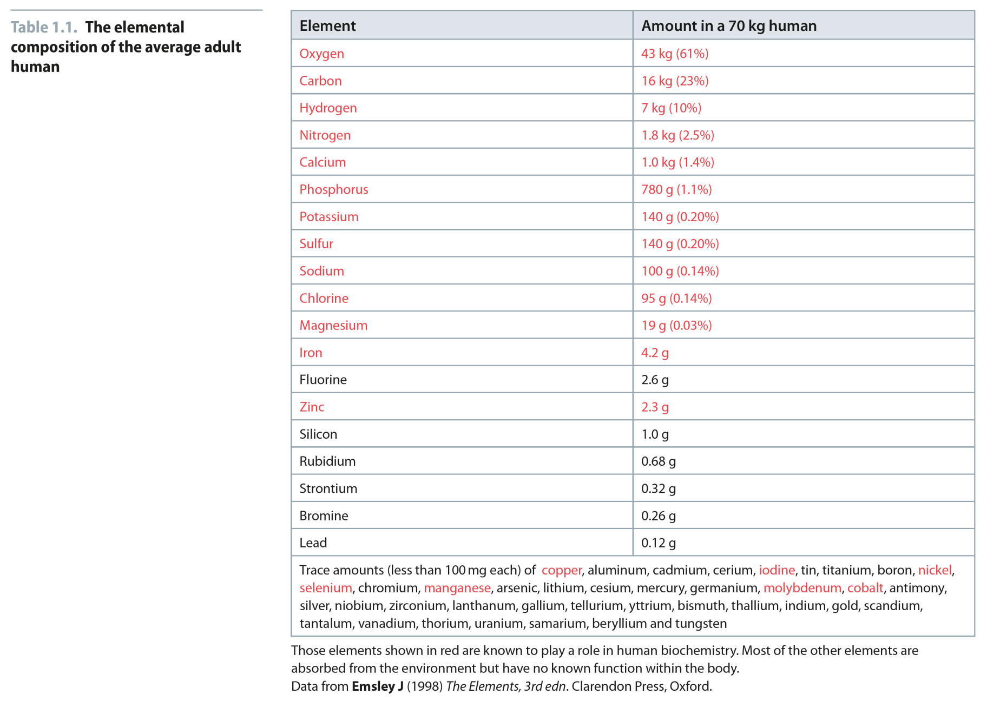 Table 1.1. The elemental
composition of the average adult
human
Element Amount in a 70 kg human
Oxygen 43 kg (61%)
Carbon 16 kg (23%)
Hydrogen 7 kg (10%)
Nitrogen 1.8 kg (2.5%)
Calcium 1.0 kg (1.4%)
Phosphorus 780 g (1.1%)
Potassium 140 g (0.20%)
Sulfur 140 g (0.20%)
Sodium 100 g (0.14%)
Chlorine 95 g (0.14%)
Magnesium 19 g (0.03%)
Iron 4.2 g
Fluorine 2.6 g
Zinc 2.3 g
Silicon 1.0 g
Rubidium 0.68 g
Strontium 0.32 g
Bromine 0.26 g
Lead 0.12 g
Trace amounts (less than 100 mg each) of copper, aluminum, cadmium, cerium, iodine, tin, titanium, boron, nickel,
selenium, chromium, manganese, arsenic, lithium, cesium, mercury, germanium, molybdenum, cobalt, antimony,
silver, niobium, zirconium, lanthanum, gallium, tellurium, yttrium, bismuth, thallium, indium, gold, scandium,
tantalum, vanadium, thorium, uranium, samarium, beryllium and tungsten
Those elements shown in red are known to play a role in human biochemistry. Most of the other elements are
absorbed from the environment but have no known function within the body.
Data from Emsley J (1998) The Elements, 3rd edn. Clarendon Press, Oxford.